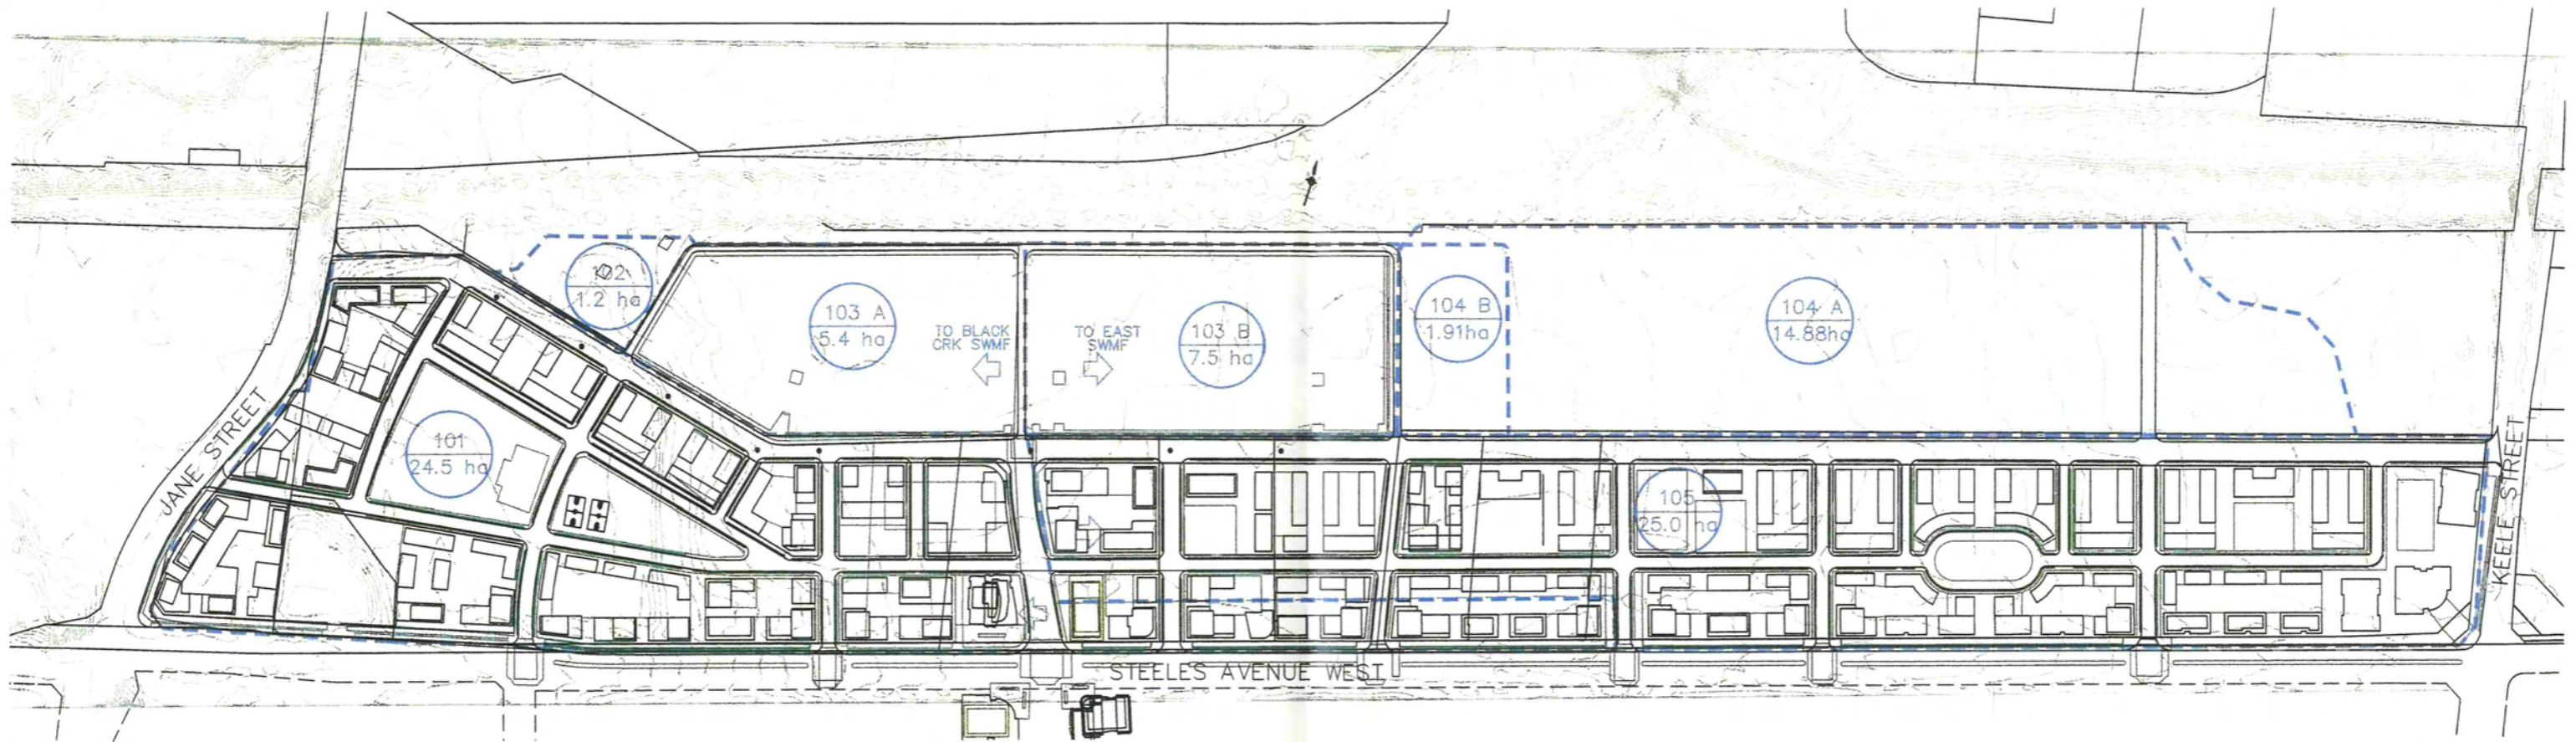 102
1.2 ha
103 A
5.4 ha
TO BLACK
CRK SWMF
TO EAST
SWMF
103 B
7.5 ha
104 B
1.91ha
104 A
14.88ha
JANE STREET
101
24.5 ha
105
25.0 ha
KEELE STREET
STEELES AVENUE WEST